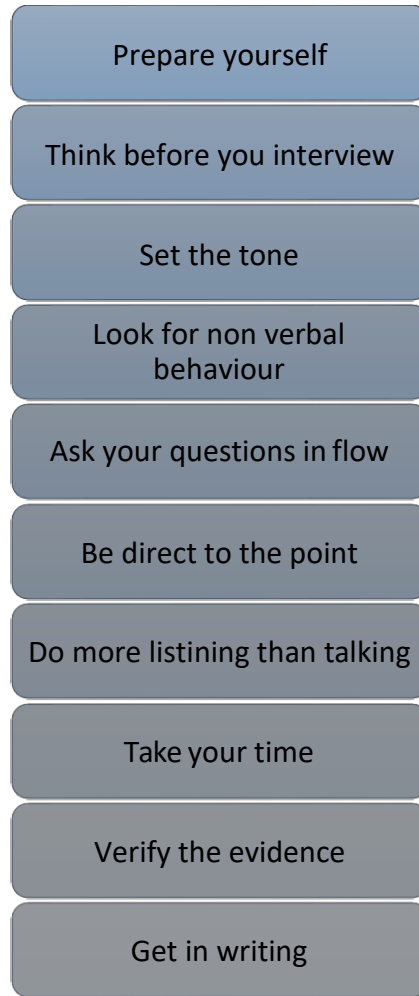 Prepare yourself
Think before you interview
Set the tone
Look for non verbal
behaviour
Ask your questions in flow
Be direct to the point
Do more listining than talking
Take your time
Verify the evidence
Get in writing